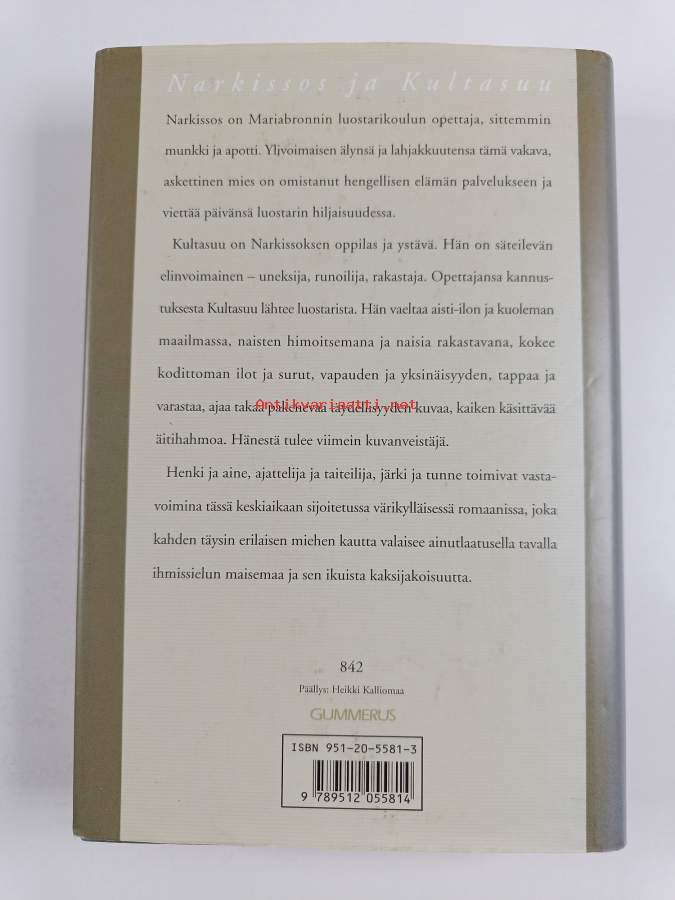 Narkissos ja Kultasuu
Narkissos on Mariabronnin luostarikoulun opettaja, sittemmin
munkki ja apotti. Ylivoimaisen älynsä ja lahjakkuutensa tämä vakava,
askettinen mies on omistanut hengellisen elämän palvelukseen ja
viettää päivänsä luostarin hiljaisuudessa.
Kultasuu on Narkissoksen oppilas ja ystävä. Hän on säteilevän
elinvoimainen – uneksija, runoilija, rakastaja. Opettajansa kannus-
tuksesta Kultasuu lähtee luostarista. Hän vaeltaa aisti-ilon ja kuoleman
maailmassa, naisten himoitsemana ja naisia rakastavana, kokee
kodittoman ilot ja surut, vapauden ja yksinäisyyden, tappaa ja
Antikvariaatti.net
varastaa, ajaa takaa pakenevaa täydellisyyden kuvaa, kaiken käsittävää
äitihahmoa. Hänestä tulee viimein kuvanveistäjä.
Henki ja aine, ajattelija ja taiteilija, järki ja tunne toimivat vasta-
voimina tässä keskiaikaan sijoitetussa värikylläisessä romaanissa, joka
kahden täysin erilaisen miehen kautta valaisee ainutlaatusella tavalla
ihmissielun maisemaa ja sen ikuista kaksijakoisuutta.
842
Päällys: Heikki Kalliomaa
GUMMERUS
ISBN 951-20-5581-3
9 789512 055814